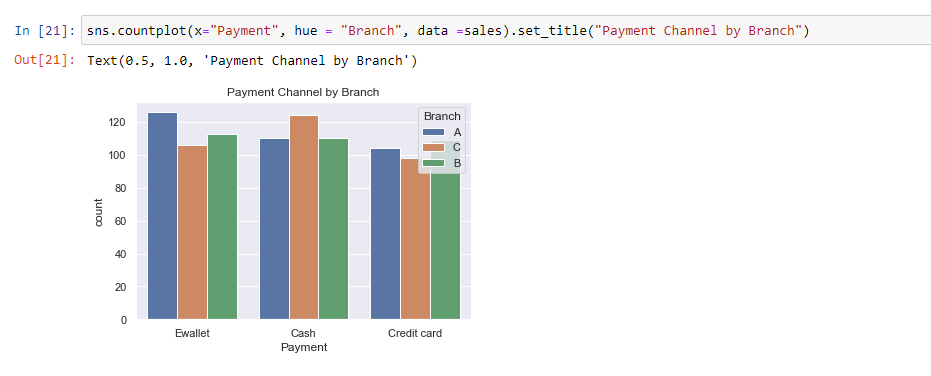 In [21]: sns.countplot(x="Payment", hue = "Branch", data =sales).set_title("Payment Channel by Branch")
Out[21]: Text(0.5, 1.0, 'Payment Channel by Branch')
Payment Channel by Branch
Branch
A
C
B
120
100
80
60
40
20
0
count
Ewallet Cash Credit card
Payment